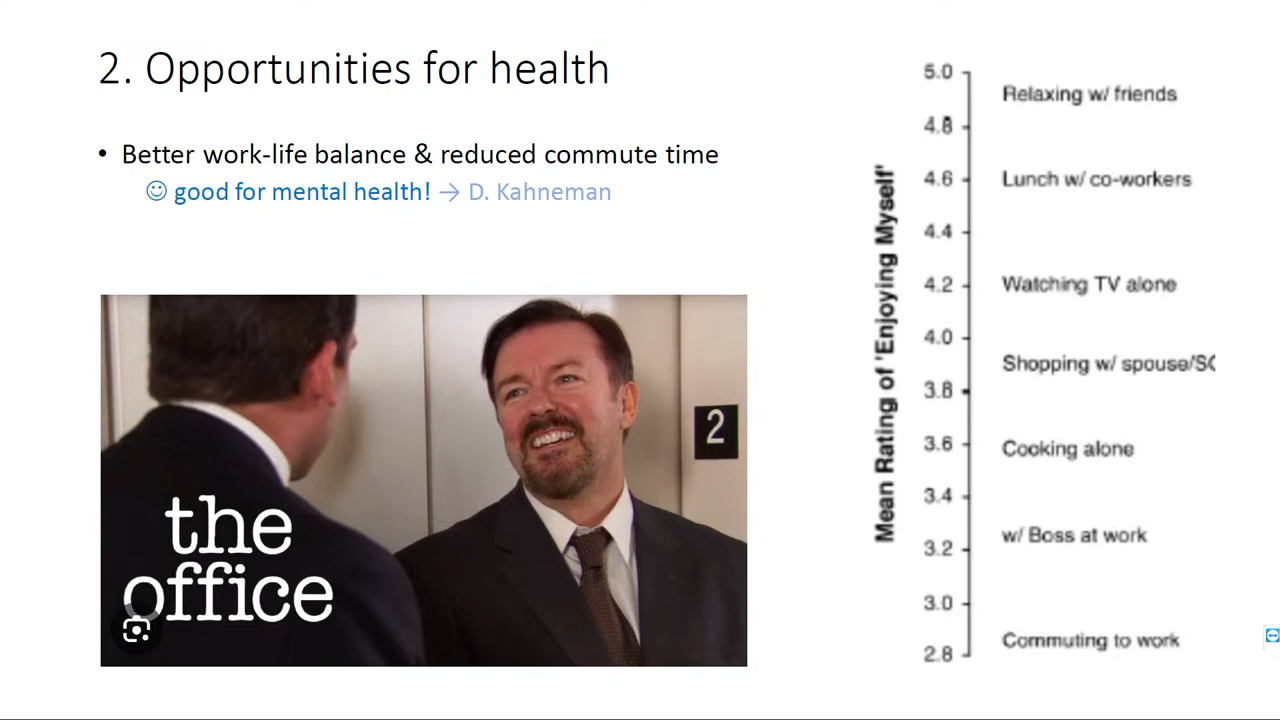 2. Opportunities for health
• Better work-life balance & reduced commute time
☺ good for mental health! → D. Kahneman
the
office
2
Mean Rating of 'Enjoying Myself'
5.0
Relaxing w/ friends
4.8
4.6
Lunch w/ co-workers
4.4
4.2
Watching TV alone
4.0
Shopping w/ spouse/SO
3.8
3.6
Cooking alone
3.4
w/ Boss at work
3.2
3.0
Commuting to work
2.8